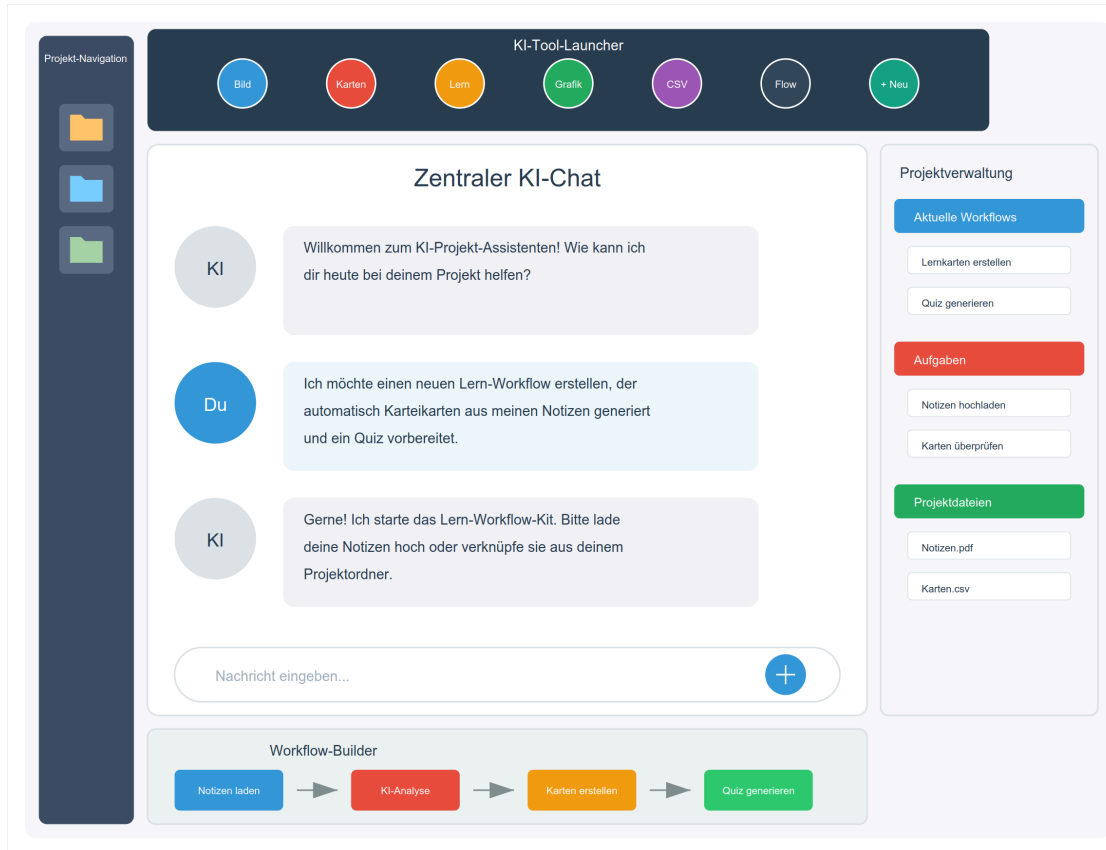 Projekt-Navigation
KI-Tool-Launcher
Bild
Karten
Lern
Grafik
CSV
Flow
+ Neu
Zentraler KI-Chat
KI
Willkommen zum KI-Projekt-Assistenten! Wie kann ich
dir heute bei deinem Projekt helfen?
Du
Ich möchte einen neuen Lern-Workflow erstellen, der
automatisch Karteikarten aus meinen Notizen generiert
und ein Quiz vorbereitet.
KI
Gerne! Ich starte das Lern-Workflow-Kit. Bitte lade
deine Notizen hoch oder verknüpfe sie aus deinem
Projektordner.
Nachricht eingeben...
Projektverwaltung
Aktuelle Workflows
Lernkarten erstellen
Quiz generieren
Aufgaben
Notizen hochladen
Karten überprüfen
Projektdateien
Notizen.pdf
Karten.csv
Workflow-Builder
Notizen laden
KI-Analyse
Karten erstellen
Quiz generieren